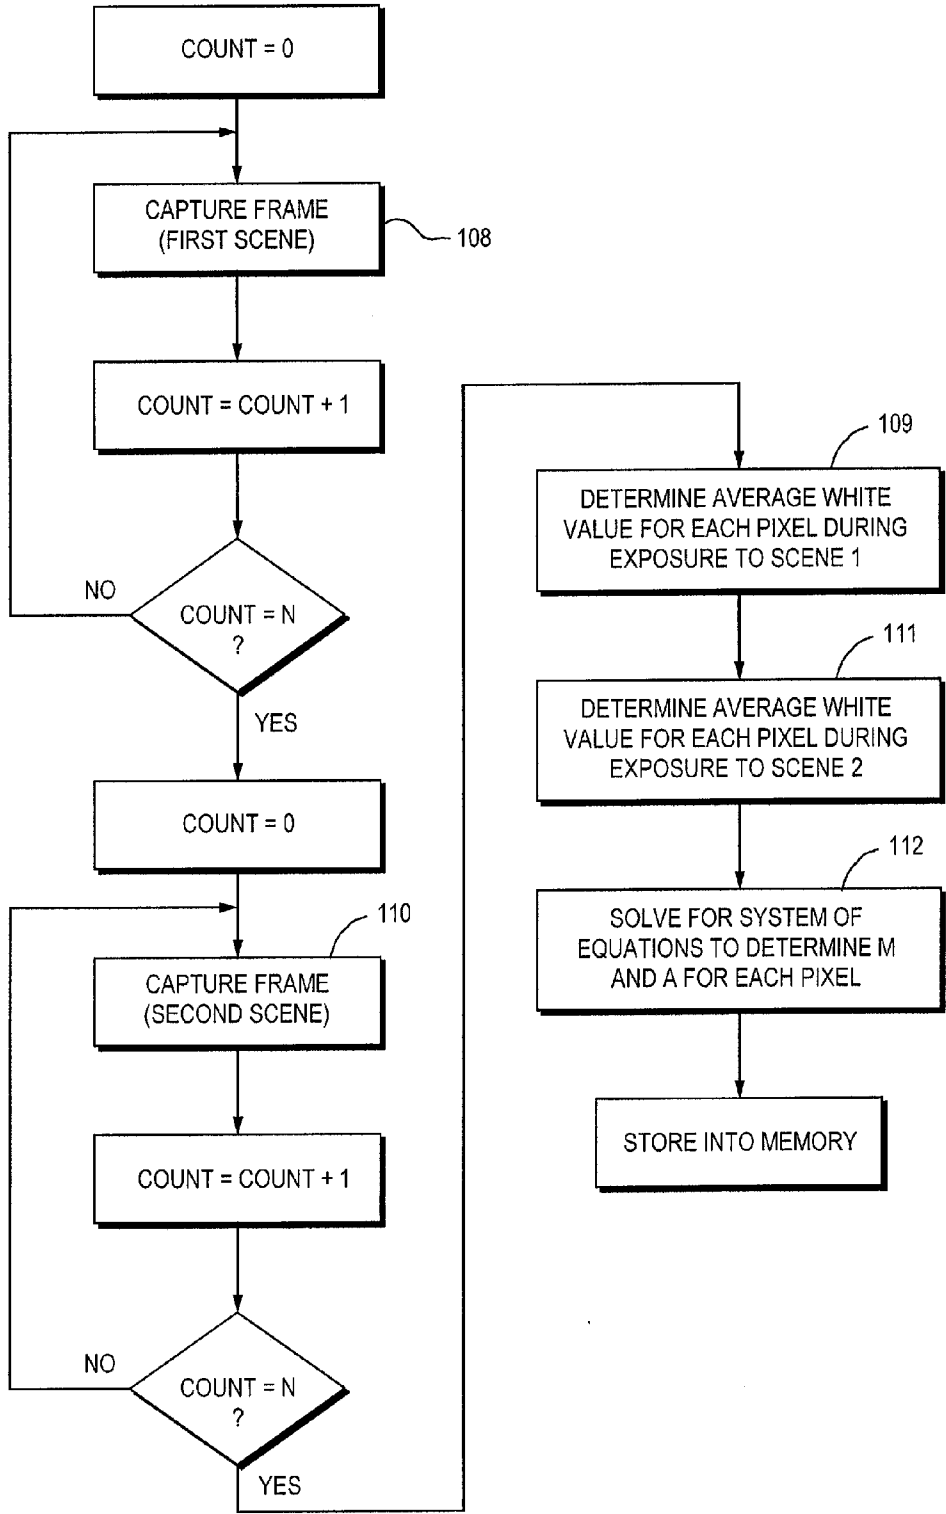 COUNT = 0
CAPTURE FRAME
(FIRST SCENE)
108
COUNT = COUNT + 1
NO
COUNT = N
?
YES
COUNT = 0
110
CAPTURE FRAME
(SECOND SCENE)
COUNT = COUNT + 1
NO
COUNT = N
?
YES
109
DETERMINE AVERAGE WHITE
VALUE FOR EACH PIXEL DURING
EXPOSURE TO SCENE 1
111
DETERMINE AVERAGE WHITE
VALUE FOR EACH PIXEL DURING
EXPOSURE TO SCENE 2
112
SOLVE FOR SYSTEM OF
EQUATIONS TO DETERMINE M
AND A FOR EACH PIXEL
STORE INTO MEMORY